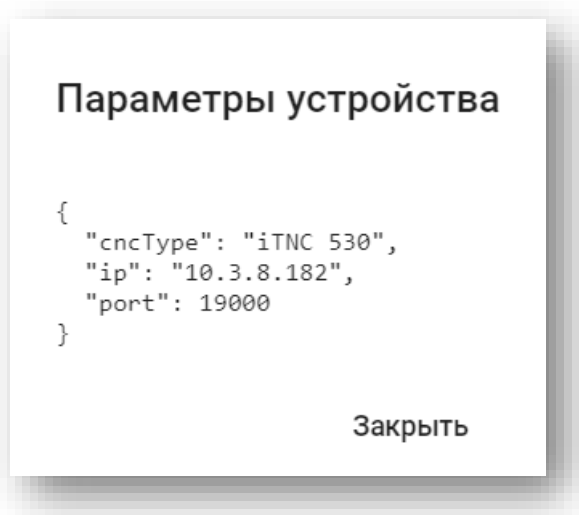 Параметры устройства
{
  "cncType": "iTNC 530",
  "ip": "10.3.8.182",
  "port": 19000
}
Закрыть